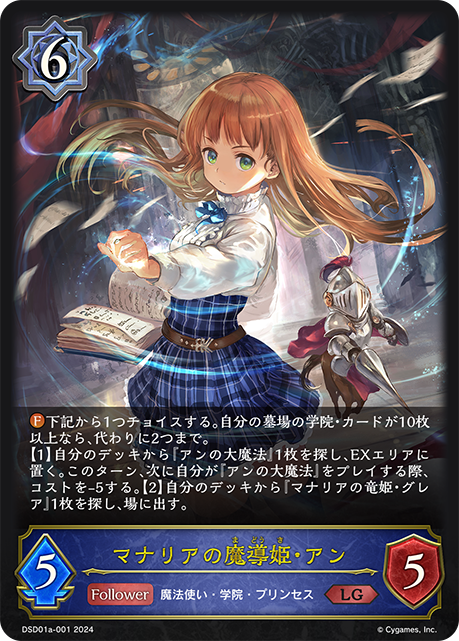 6
Ⓕ下記から1つチョイスする。自分の墓場の学院・カードが10枚
以上なら、代わりに2つまで。
【1】自分のデッキから『アンの大魔法』1枚を探し、EXエリアに
置く。このターン、次に自分が『アンの大魔法』をプレイする際、
コストを-5する。【2】自分のデッキから『マナリアの竜姫・グレ
ア』1枚を探し、場に出す。
まどうき
マナリアの魔導姫・アン
5
5
Follower 魔法使い・学院・プリンセス LG
DSD01a-001 2024
© Cygames, Inc.